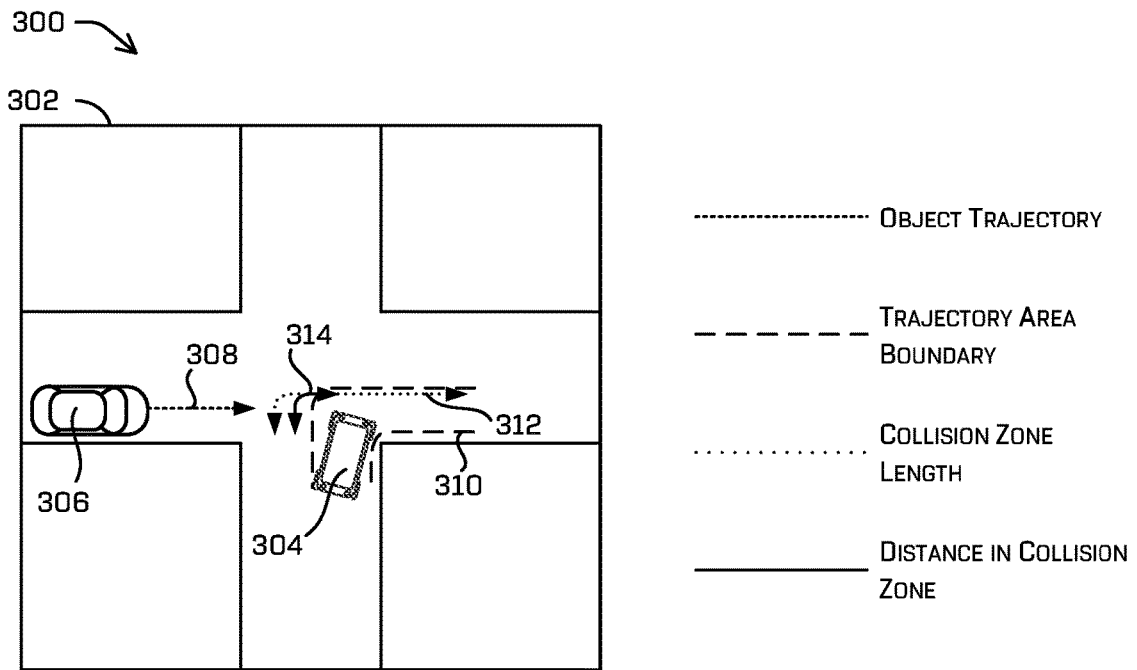 300
302
308
314
312
310
306
304
OBJECT TRAJECTORY
TRAJECTORY AREA
BOUNDARY
COLLISION ZONE
LENGTH
DISTANCE IN COLLISION
ZONE